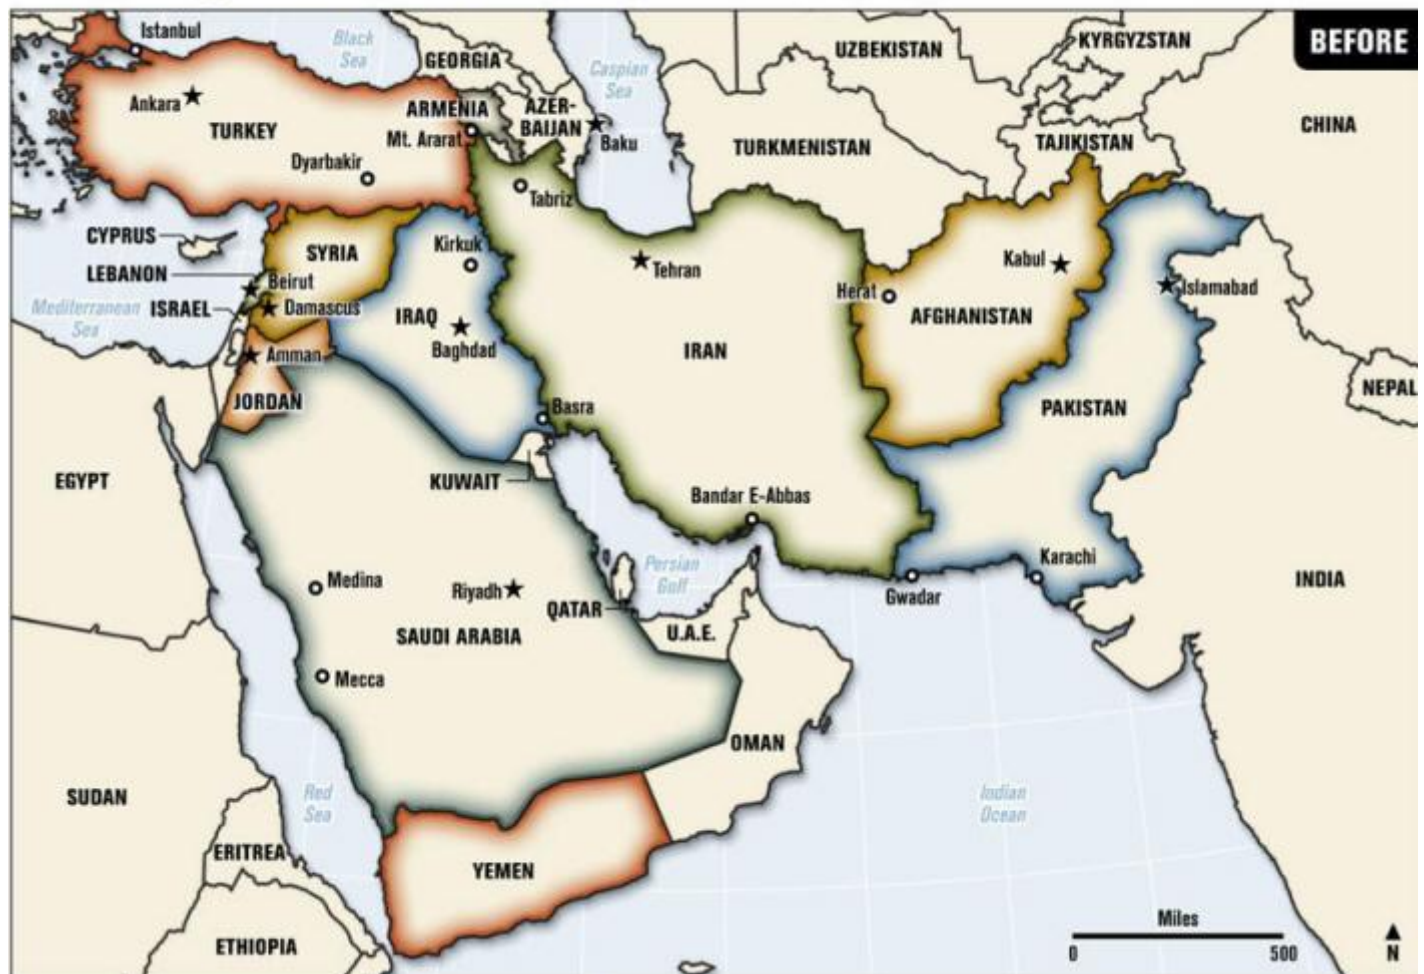 BEFORE
Istanbul
Black
Sea
GEORGIA
Caspian
Sea
UZBEKISTAN
KYRGYZSTAN
Ankara
TURKEY
ARMENIA
AZER-
BAIJAN
Mt. Ararat
Baku
TURKMENISTAN
TAJIKISTAN
CHINA
Dyarbakir
Tabriz
CYPRUS
SYRIA
Kirkuk
Tehran
Kabul
LEBANON
Beirut
Herat
Islamabad
Mediterranean
Sea
ISRAEL
Damascus
IRAQ
Baghdad
AFGHANISTAN
Amman
IRAN
JORDAN
Basra
PAKISTAN
NEPAL
EGYPT
KUWAIT
Bandar E-Abbas
Persian
Gulf
Karachi
Medina
Riyadh
QATAR
Gwadar
INDIA
SAUDI ARABIA
U.A.E.
Mecca
OMAN
SUDAN
Red
Sea
Indian
Ocean
ERITREA
YEMEN
ETHIOPIA
Miles
0 500
N